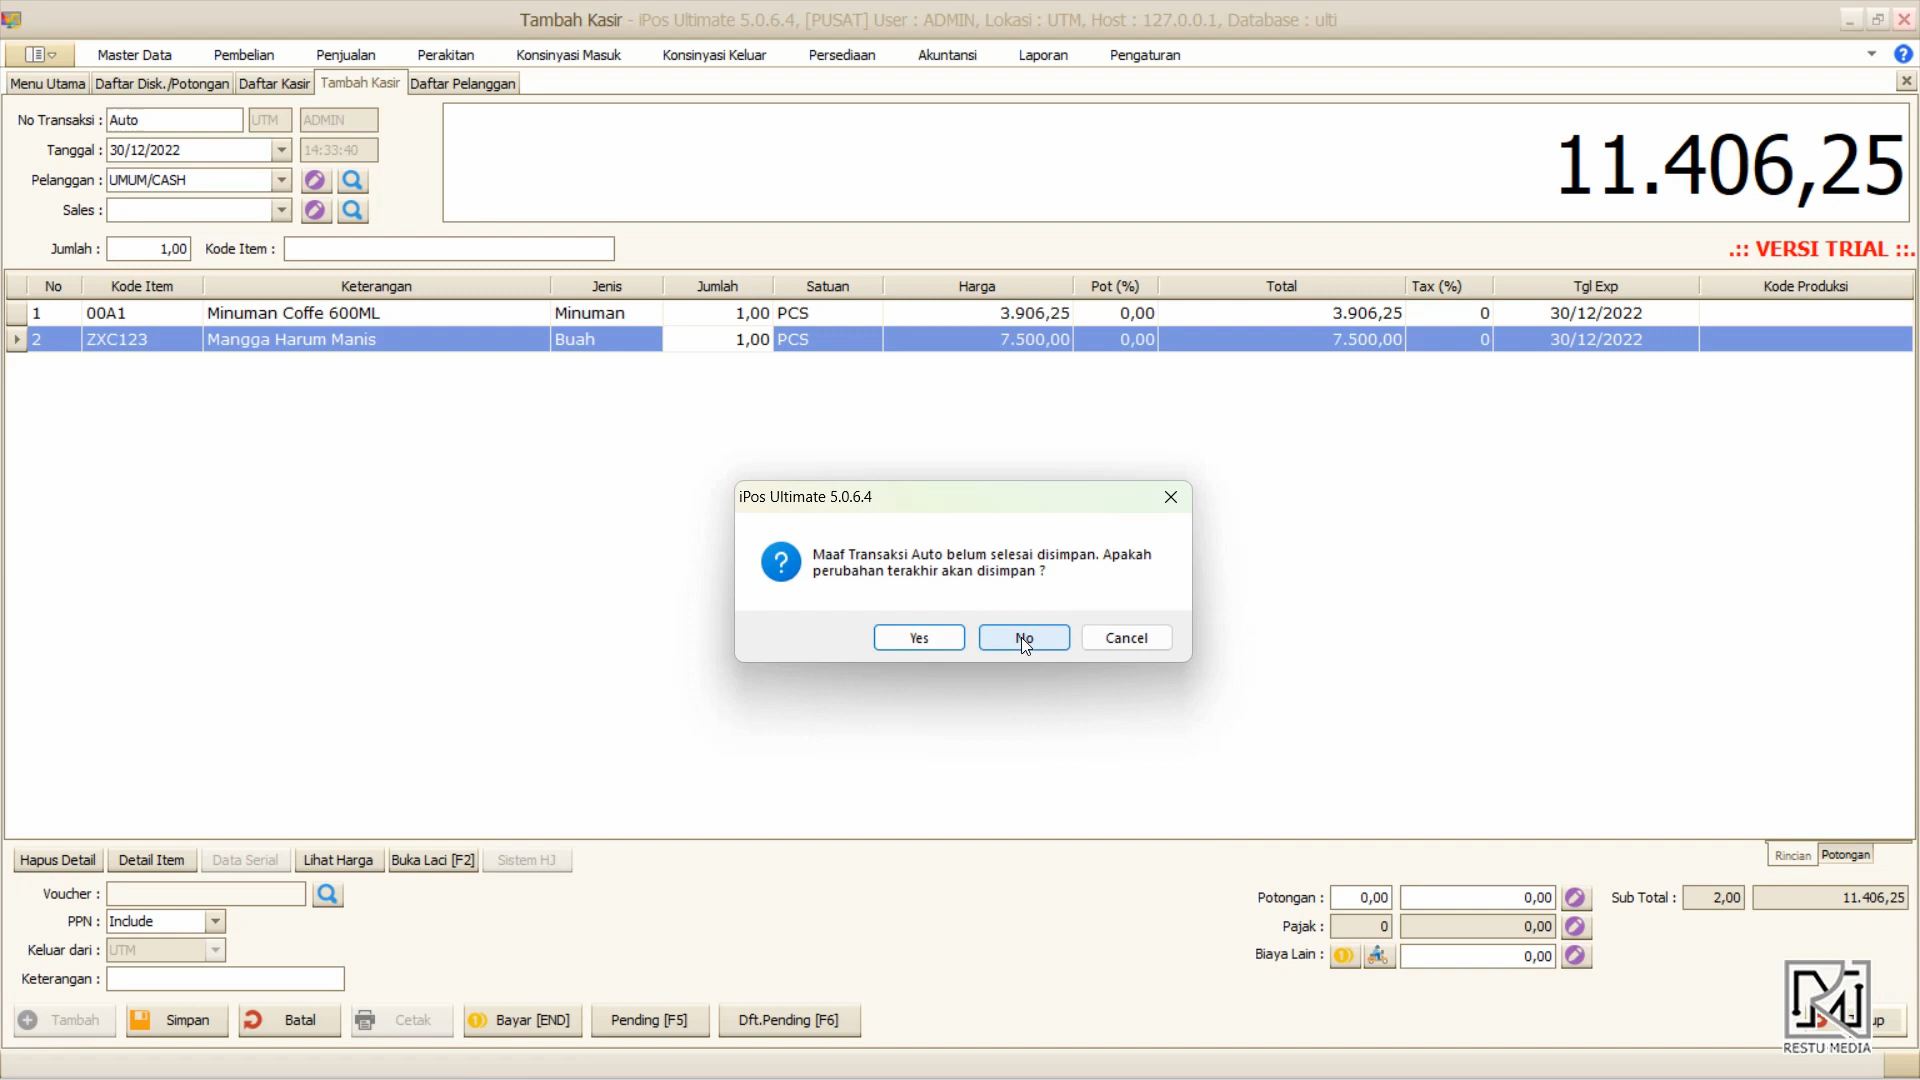 Tambah Kasir - iPos Ultimate 5.0.6.4, [PUSAT] User : ADMIN, Lokasi : UTM, Host : 127.0.0.1, Database : ulti
Master Data Pembelian Penjualan Perakitan Konsinyasi Masuk Konsinyasi Keluar Persediaan Akuntansi Laporan Pengaturan
Menu Utama Daftar Disk./Potongan Daftar Kasir Tambah Kasir Daftar Pelanggan
No Transaksi : Auto UTM ADMIN
Tanggal : 30/12/2022 14:33:40
Pelanggan : UMUM/CASH
Sales :
11.406,25
Jumlah : 1,00 Kode Item :
.:: VERSI TRIAL ::.
No Kode Item Keterangan Jenis Jumlah Satuan Harga Pot (%) Total Tax (%) Tgl Exp Kode Produksi
1 00A1 Minuman Coffe 600ML Minuman 1,00 PCS 3.906,25 0,00 3.906,25 0 30/12/2022
2 ZXC123 Mangga Harum Manis Buah 1,00 PCS 7.500,00 0,00 7.500,00 0 30/12/2022
iPos Ultimate 5.0.6.4
Maaf Transaksi Auto belum selesai disimpan. Apakah
perubahan terakhir akan disimpan ?
Yes No Cancel
Hapus Detail Detail Item Data Serial Lihat Harga Buka Laci [F2] Sistem HJ
Rincian Potongan
Voucher :
PPN : Include
Keluar dari : UTM
Keterangan :
Potongan : 0,00 0,00 Sub Total : 2,00 11.406,25
Pajak : 0 0,00
Biaya Lain : 0,00
Tambah Simpan Batal Cetak Bayar [END] Pending [F5] Dft.Pending [F6]
RESTU MEDIA